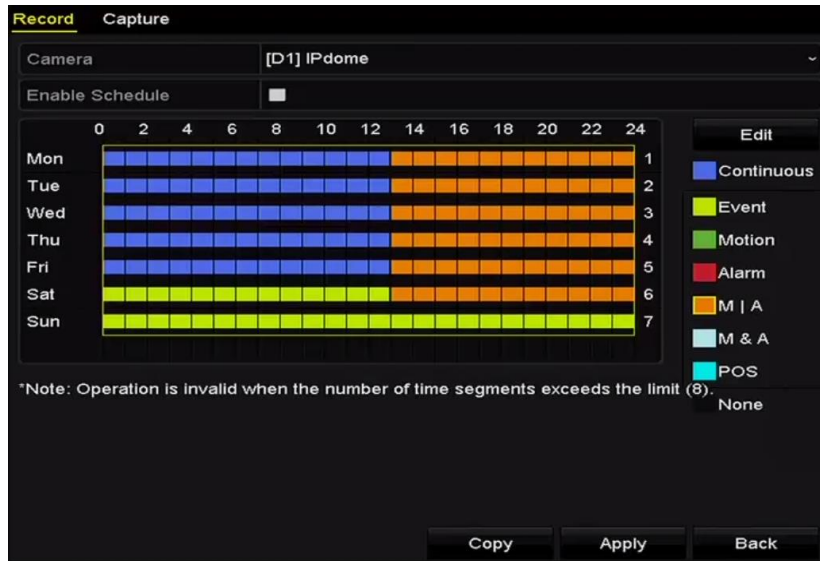 Record Capture
Camera [D1] IPdome
Enable Schedule
0 2 4 6 8 10 12 14 16 18 20 22 24
Edit
Mon 1
Continuous
Tue 2
Wed 3
Event
Thu 4
Motion
Fri 5
Alarm
Sat 6
M | A
Sun 7
M & A
POS
*Note: Operation is invalid when the number of time segments exceeds the limit (8).
None
Copy Apply Back